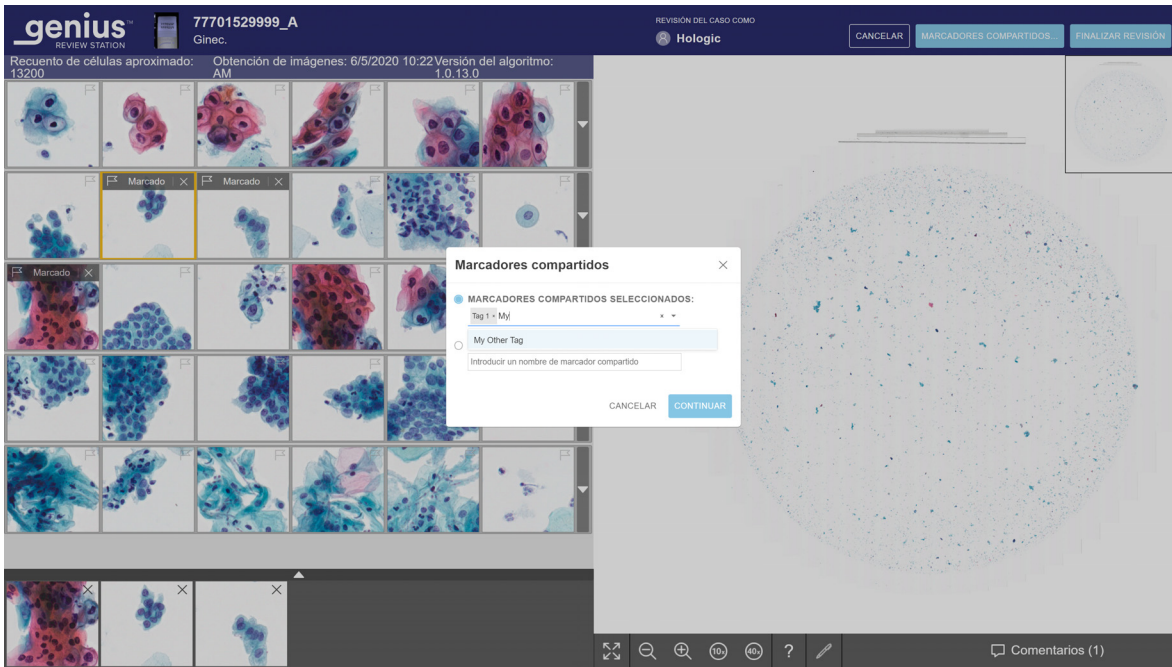 genius™
REVIEW STATION
77701529999_A
Ginec.
REVISIÓN DEL CASO COMO
Hologic
CANCELAR
MARCADORES COMPARTIDOS...
FINALIZAR REVISIÓN
Recuento de células aproximado:
13200
Obtención de imágenes: 6/5/2020 10:22
AM
Versión del algoritmo:
1.0.13.0
Marcado
Marcado
Marcado
Marcadores compartidos
MARCADORES COMPARTIDOS SELECCIONADOS:
Tag 1 × My
My Other Tag
Introducir un nombre de marcador compartido
CANCELAR
CONTINUAR
10x
40x
?
Comentarios (1)